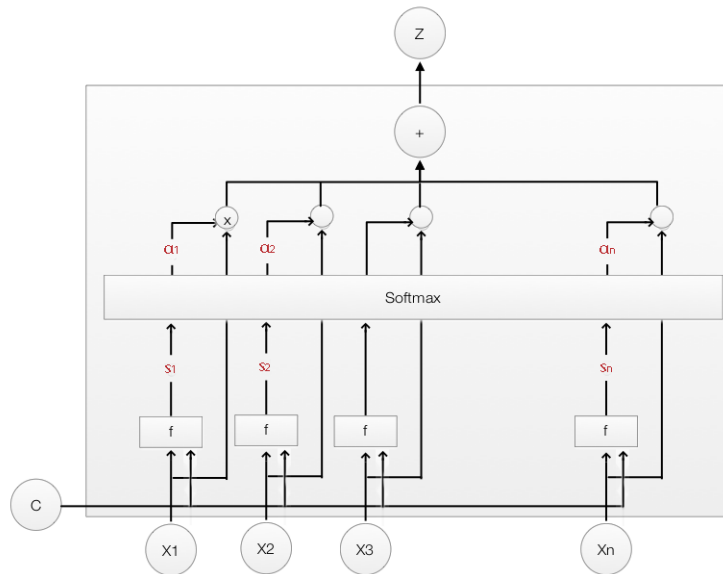 Z
+
x
α1
α2
αn
Softmax
s1
s2
sn
f
f
f
f
C
X1
X2
X3
Xn